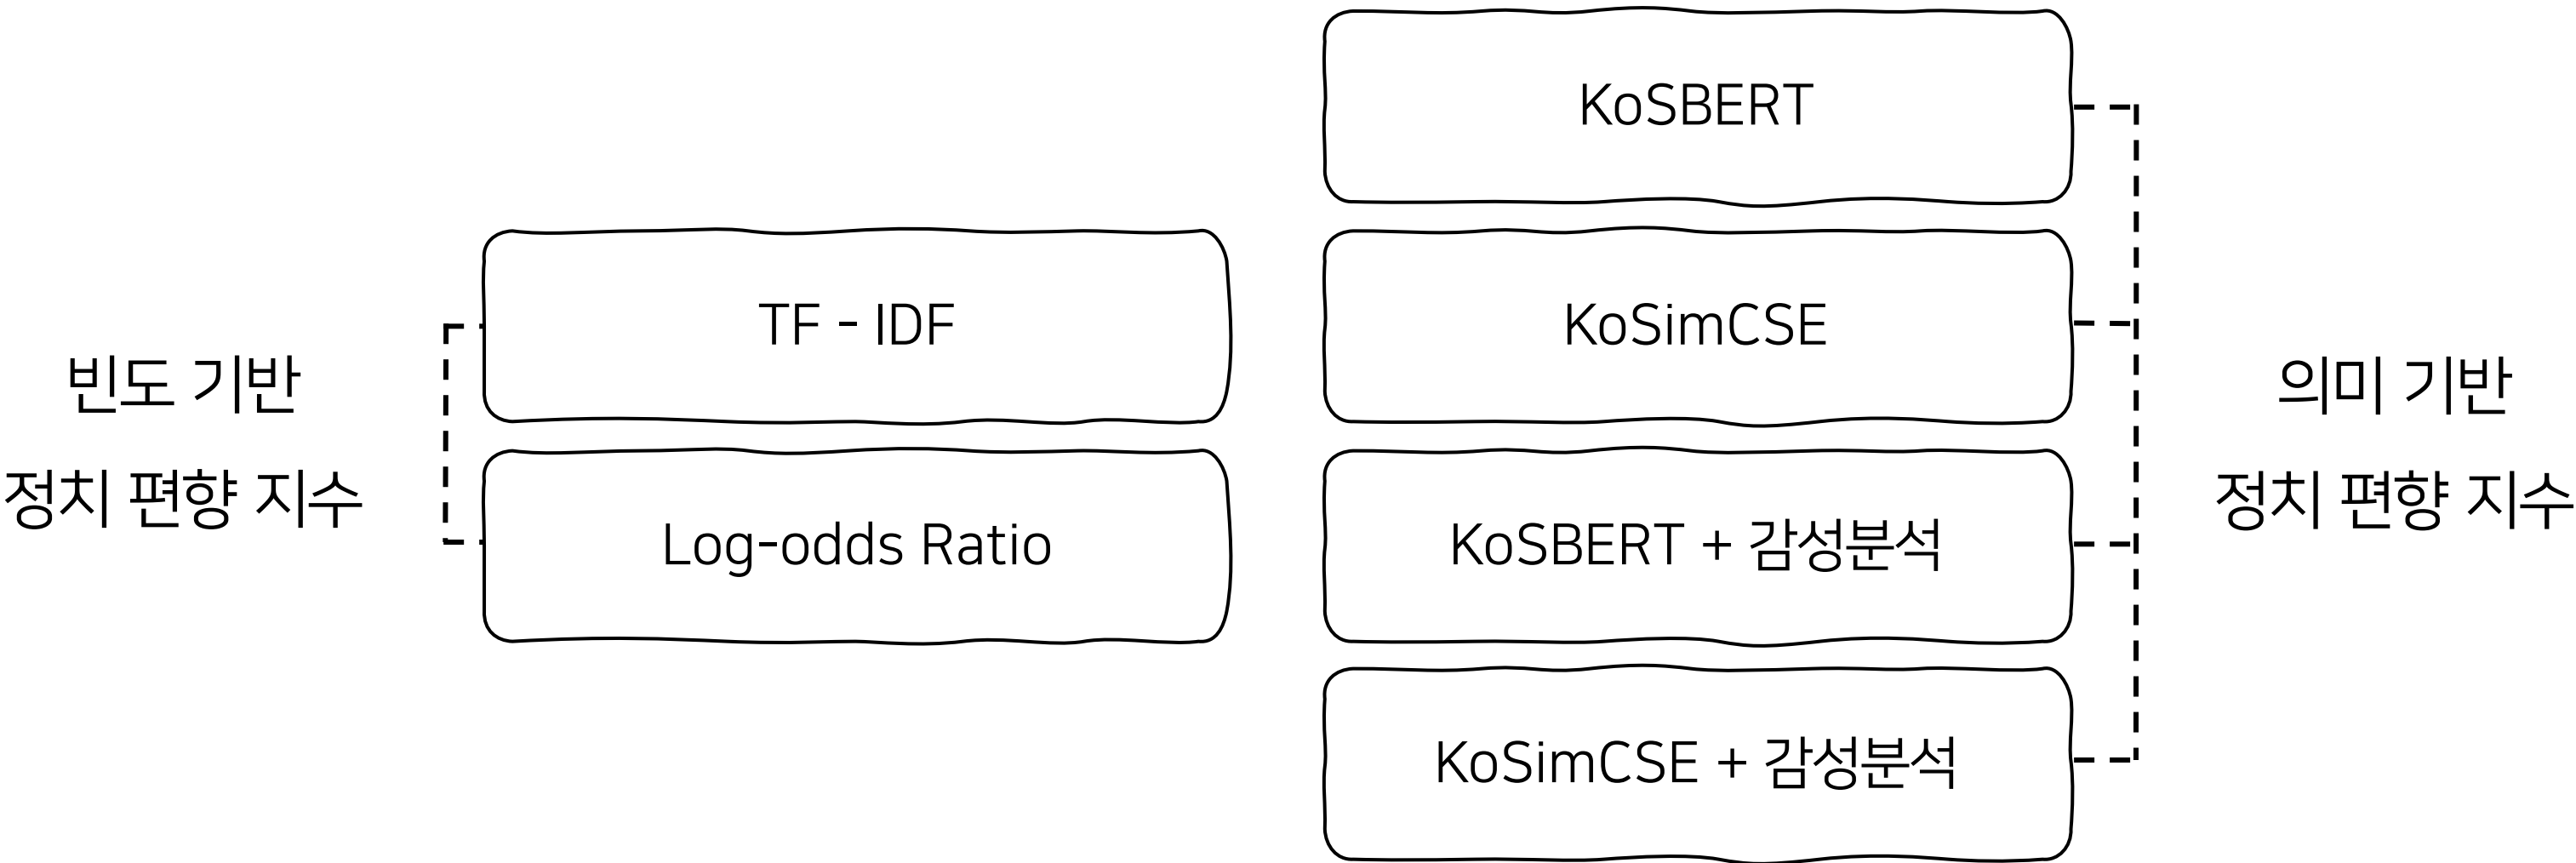 빈도 기반
정치 편향 지수
TF - IDF
Log-odds Ratio
KoSBERT
KoSimCSE
KoSBERT + 감성분석
KoSimCSE + 감성분석
의미 기반
정치 편향 지수